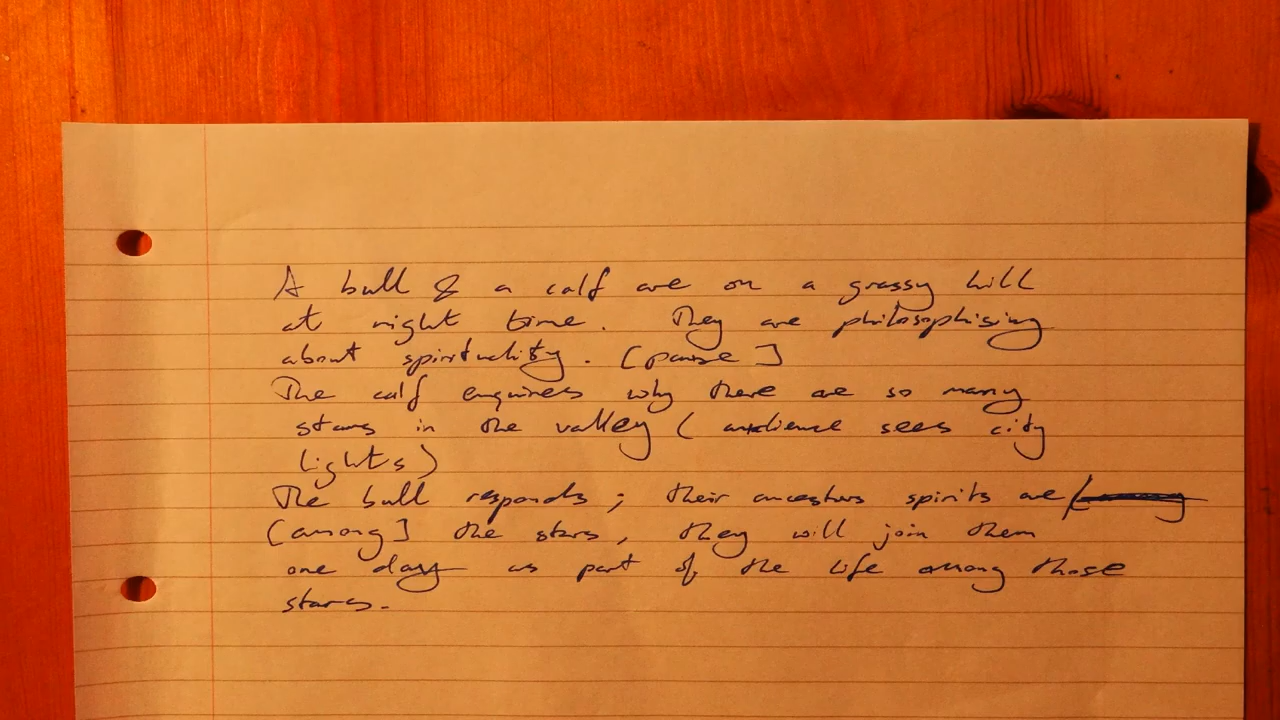 A bull & a calf are on a grassy hill
at night time. They are philosophising
about spirituality. [pause]
The calf enquires why there are so many
stars in the valley (audience sees city
lights)
The bull responds; their ancestors spirits are
[among] the stars, they will join them
one day as part of the life among those
stars.